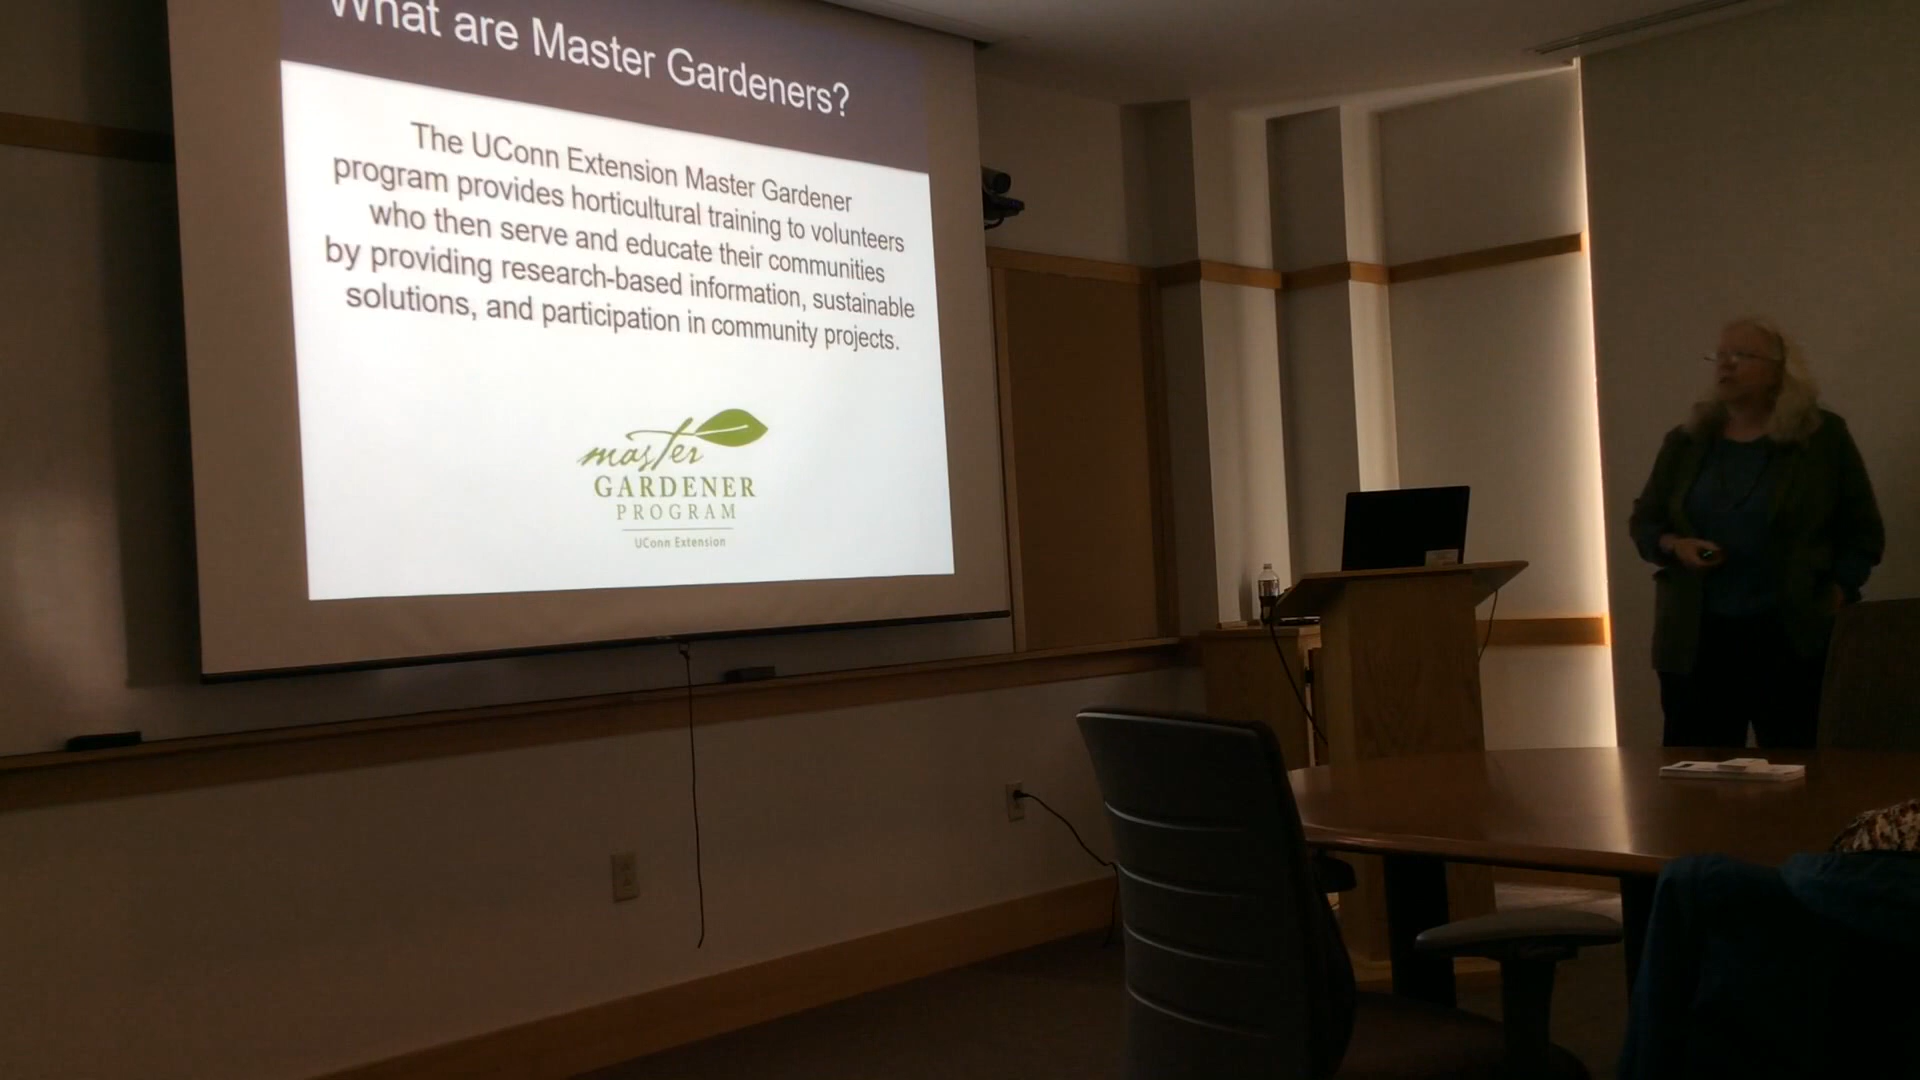 What are Master Gardeners?
The UConn Extension Master Gardener
program provides horticultural training to volunteers
who then serve and educate their communities
by providing research-based information, sustainable
solutions, and participation in community projects.
master
GARDENER
PROGRAM
UConn Extension